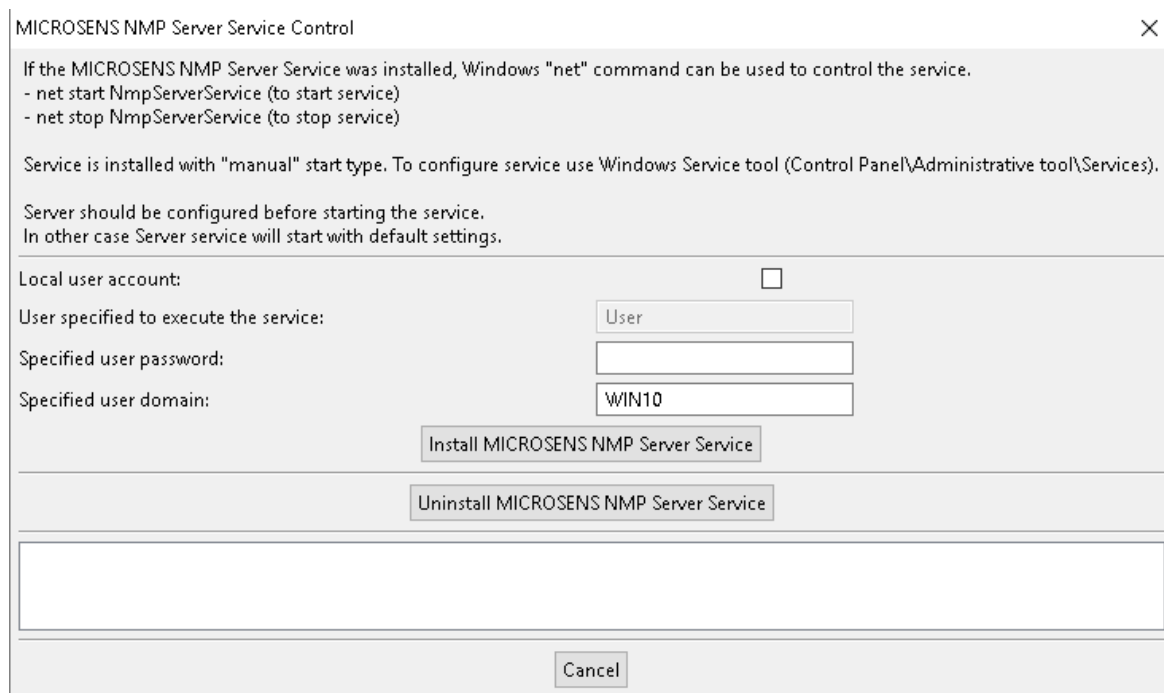 MICROSENS NMP Server Service Control
If the MICROSENS NMP Server Service was installed, Windows "net" command can be used to control the service.
- net start NmpServerService (to start service)
- net stop NmpServerService (to stop service)
Service is installed with "manual" start type. To configure service use Windows Service tool (Control Panel\Administrative tool\Services).
Server should be configured before starting the service.
In other case Server service will start with default settings.
Local user account:
User specified to execute the service: User
Specified user password:
Specified user domain: WIN10
Install MICROSENS NMP Server Service
Uninstall MICROSENS NMP Server Service
Cancel